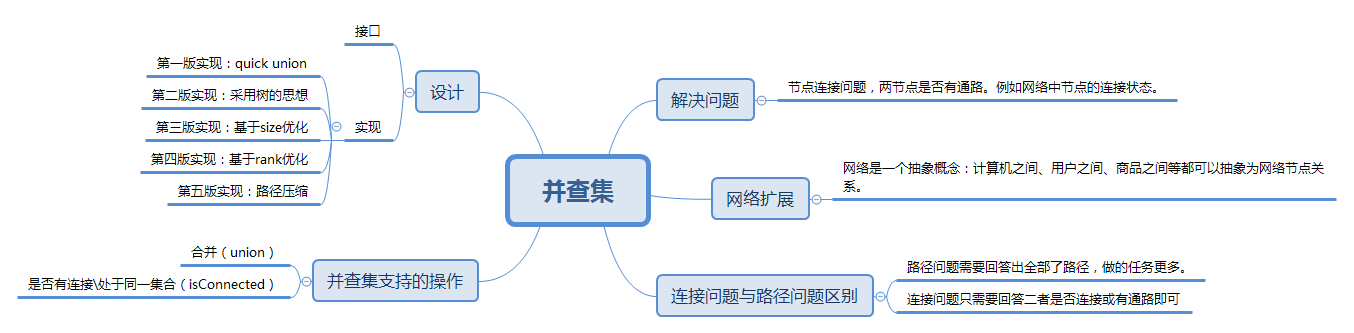 并查集
设计
接口
实现
第一版实现：quick union
第二版实现：采用树的思想
第三版实现：基于size优化
第四版实现：基于rank优化
第五版实现：路径压缩
并查集支持的操作
合并（union）
是否有连接\处于同一集合（isConnected）
解决问题
节点连接问题，两节点是否有通路。例如网络中节点的连接状态。
网络扩展
网络是一个抽象概念：计算机之间、用户之间、商品之间等都可以抽象为网络节点关
系。
连接问题与路径问题区别
路径问题需要回答出全部了路径，做的任务更多。
连接问题只需要回答二者是否连接或有通路即可